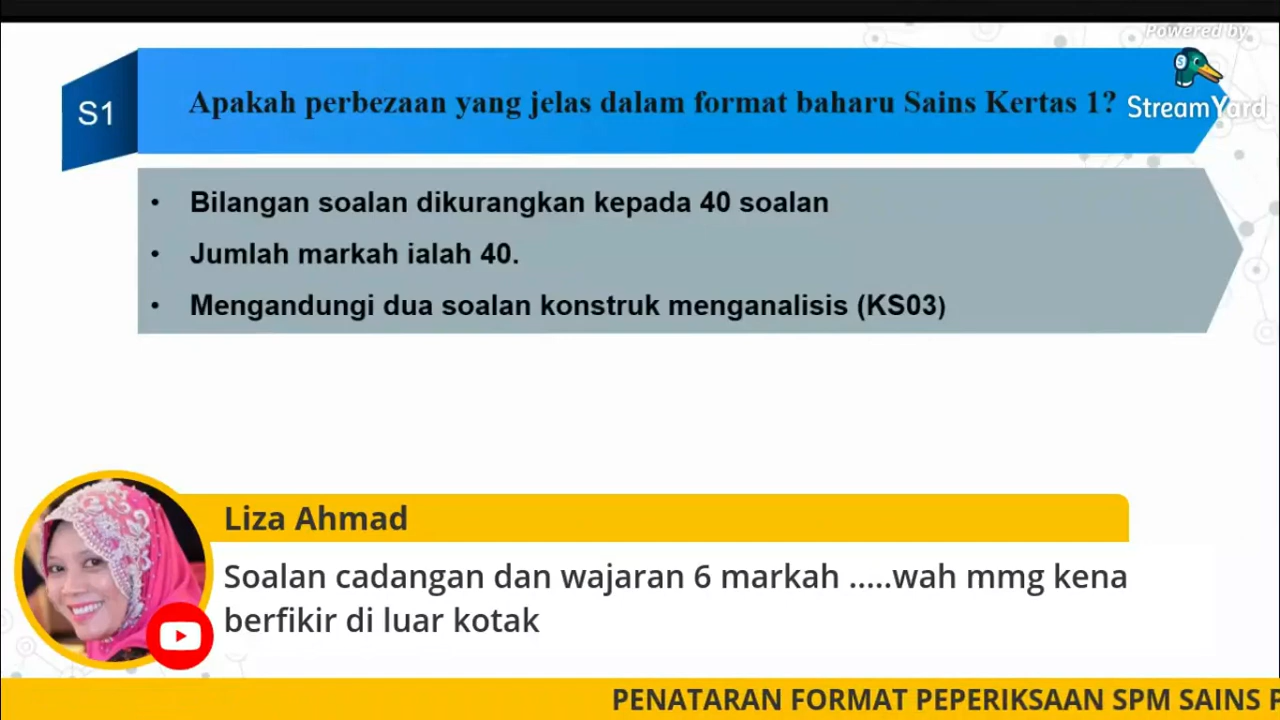 Powered by
StreamYard
S1
Apakah perbezaan yang jelas dalam format baharu Sains Kertas 1?
• Bilangan soalan dikurangkan kepada 40 soalan
• Jumlah markah ialah 40.
• Mengandungi dua soalan konstruk menganalisis (KS03)
Liza Ahmad
Soalan cadangan dan wajaran 6 markah .....wah mmg kena
berfikir di luar kotak
PENATARAN FORMAT PEPERIKSAAN SPM SAINS P